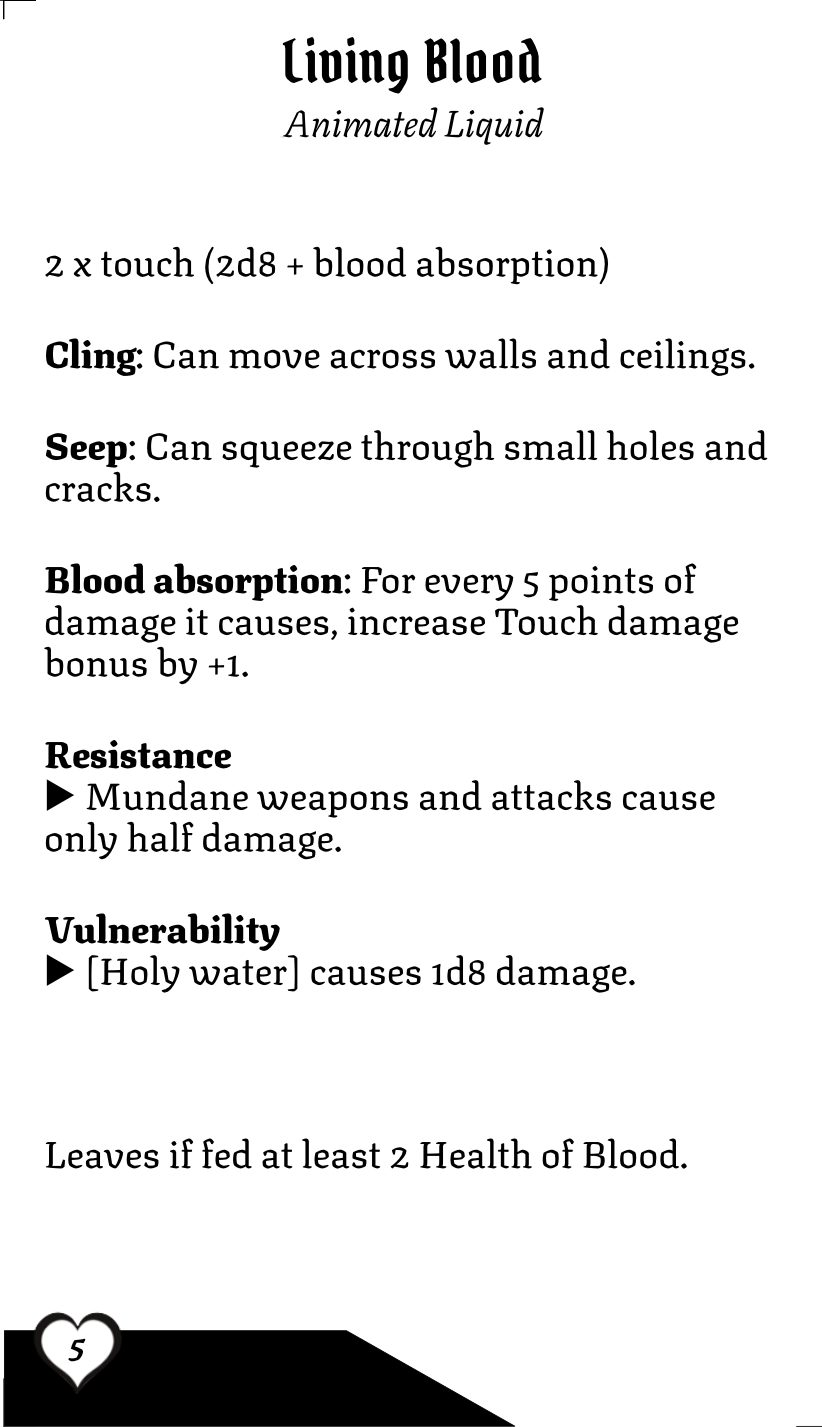 Living Blood
Animated Liquid
2 x touch (2d8 + blood absorption)
Cling: Can move across walls and ceilings.
Seep: Can squeeze through small holes and
cracks.
Blood absorption: For every 5 points of
damage it causes, increase Touch damage
bonus by +1.
Resistance
▶ Mundane weapons and attacks cause
only half damage.
Vulnerability
▶ [Holy water] causes 1d8 damage.
Leaves if fed at least 2 Health of Blood.
5